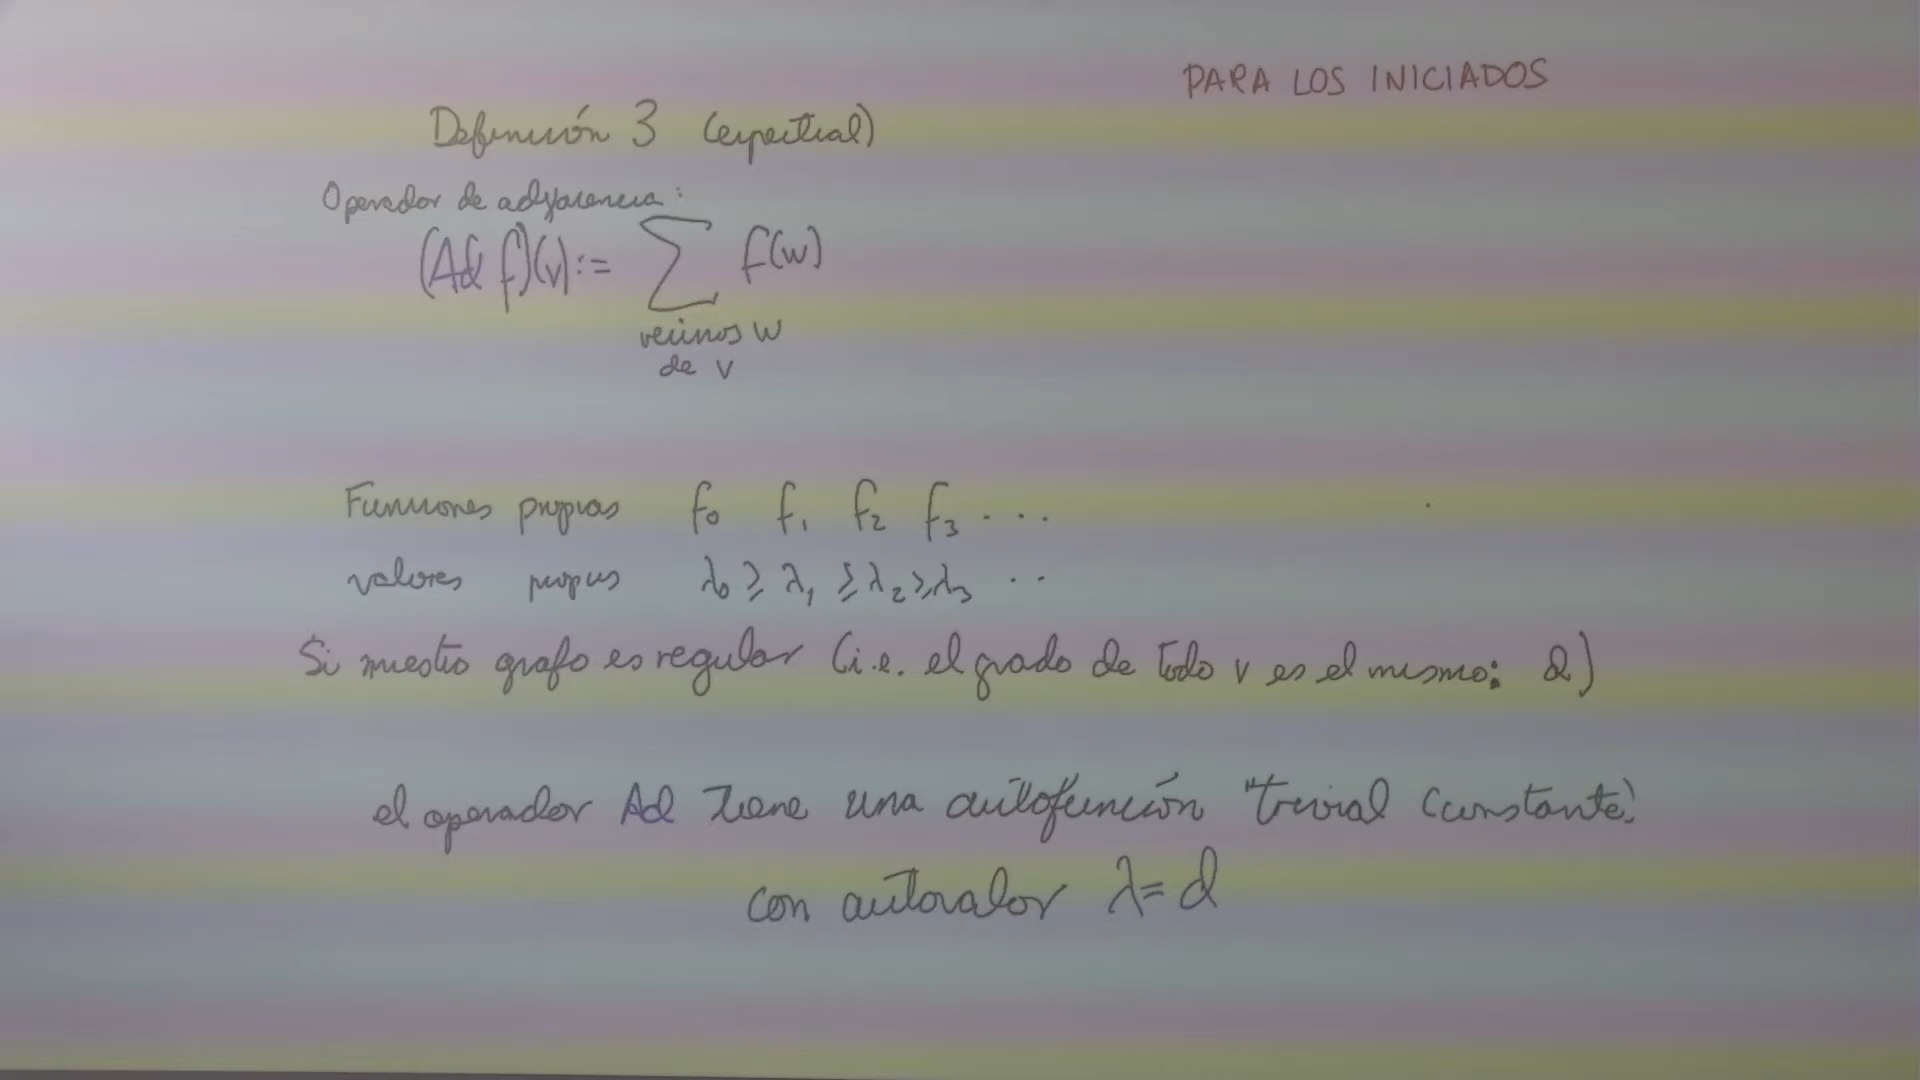 PARA LOS INICIADOS
Definición 3 (espectral)
Operador de adyacencia:
(Ad f)(v) := ∑ f(w)
vecinos w
de v
Funciones propias f₀ f₁ f₂ f₃ ....
valores propios λ₀ ≥ λ₁ ≥ λ₂ ≥ λ₃ ..
Si nuestro grafo es regular (i.e. el grado de todo v es el mismo: d)
el operador Ad tiene una autofunción "trivial" (constante)
con autovalor λ = d